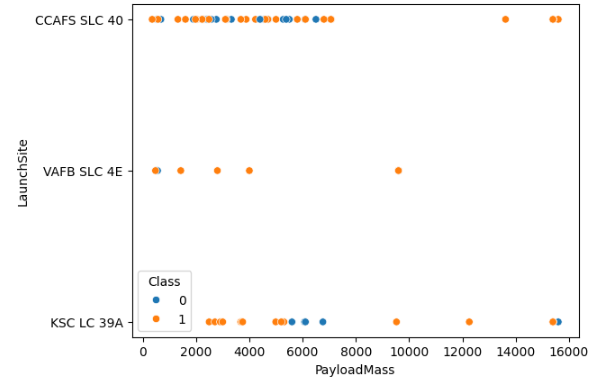 CCAFS SLC 40
VAFB SLC 4E
KSC LC 39A
LaunchSite
Class
0
1
0 2000 4000 6000 8000 10000 12000 14000 16000
PayloadMass